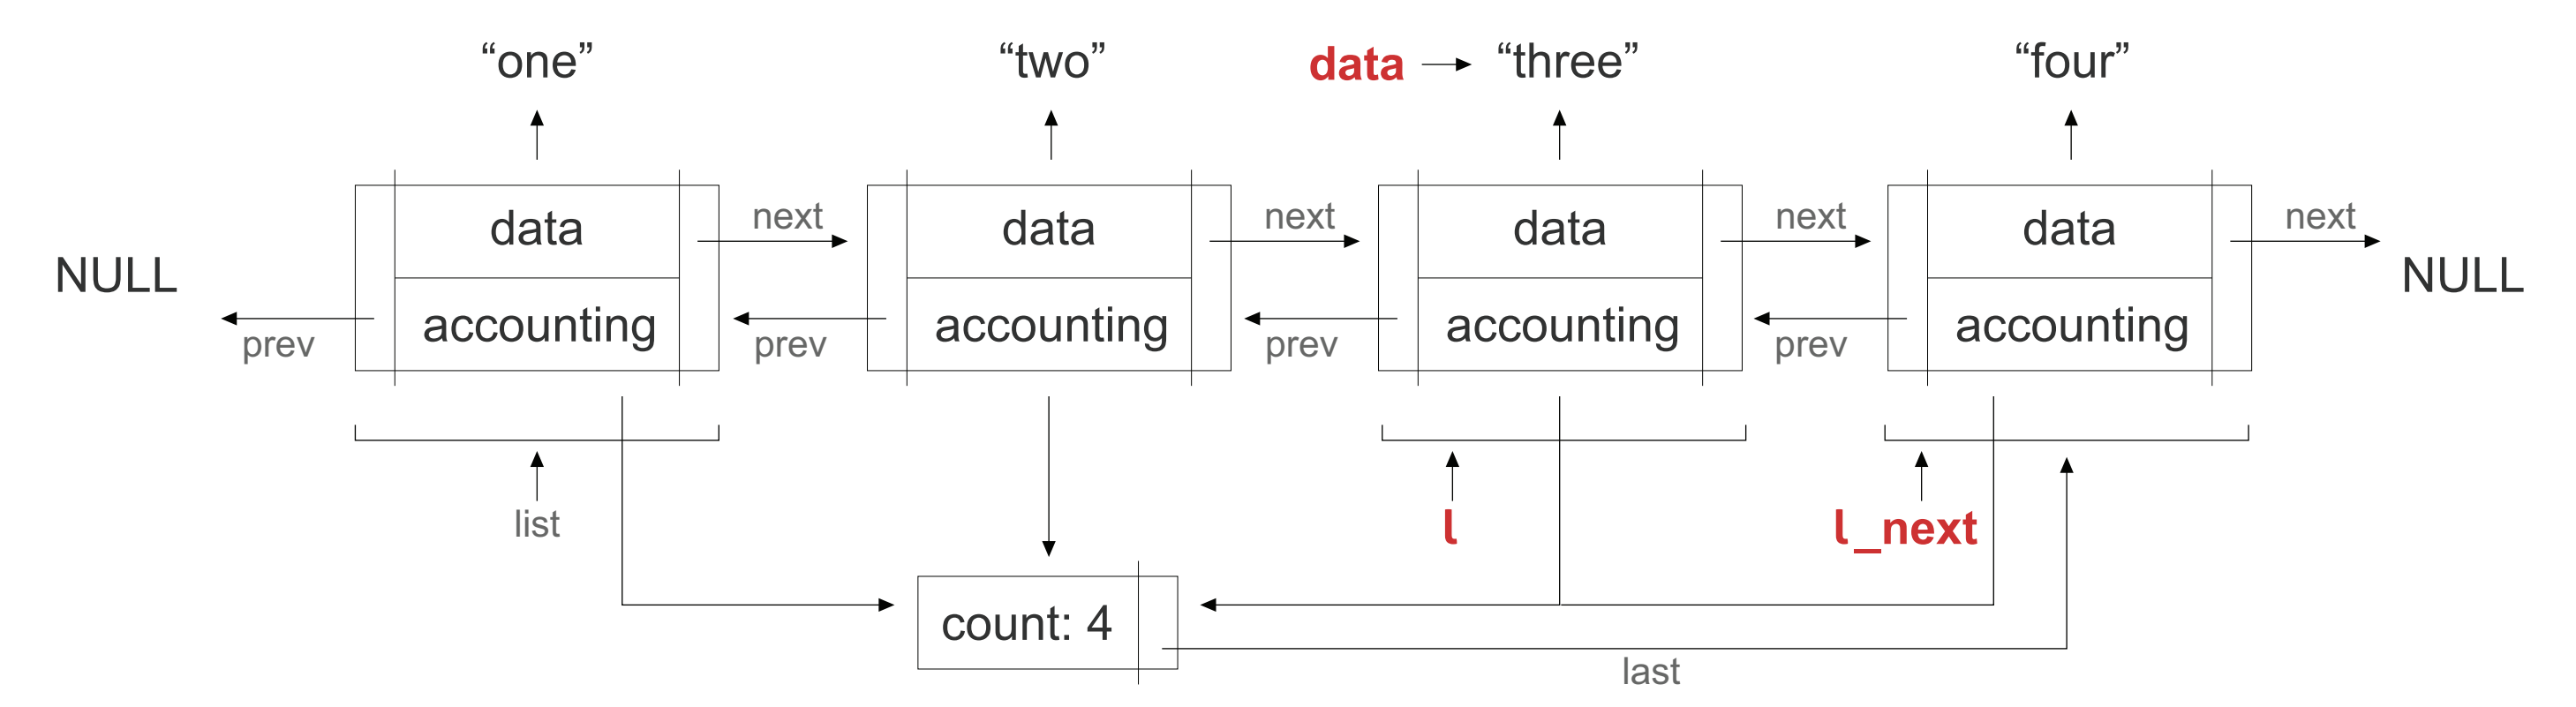 “one” “two” data “three” “four”
data next data next data next data next
NULL NULL
prev accounting prev accounting prev accounting prev accounting
list l l_next
count: 4
last